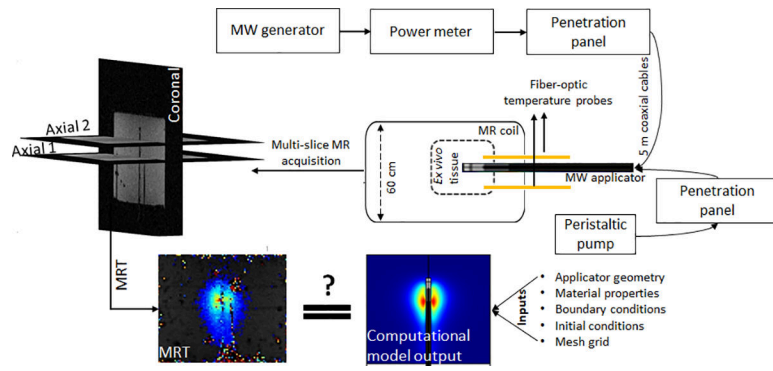 MW generator
Power meter
Penetration
panel
Coronal
Axial 2
Axial 1
Multi-slice MR
acquisition
60 cm
Ex vivo
tissue
MR coil
Fiber-optic
temperature probes
MW applicator
5 m coaxial cables
Penetration
panel
Peristaltic
pump
MRT
MRT
?
=
Computational
model output
Inputs
• Applicator geometry
• Material properties
• Boundary conditions
• Initial conditions
• Mesh grid